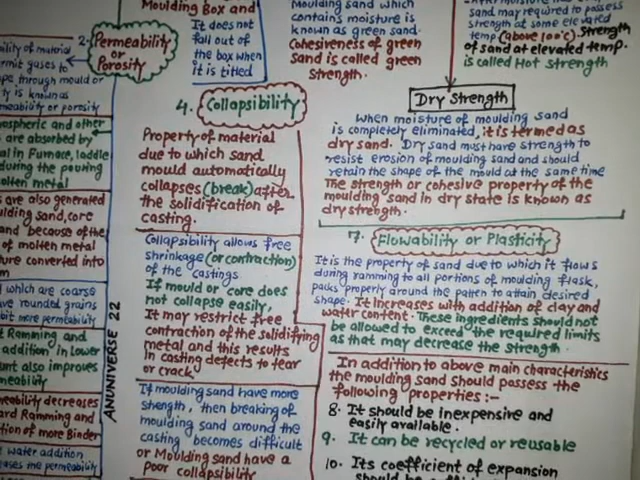 2. Permeability
or
Porosity
bility of material
rmit gases to
pe through mould or
ty is known as
meability or porosity
ospheric and other
are absorbed by
al in Furnace, laddle
during the pouring
olten metal
s are also generated
ulding sand, core
and because of the
of molten metal
ture converted into
m
which are coarse
ave rounded grains
bit more permeability
t Ramming and
addition in Lower
unt also improves
meability
meability decreases
ard Ramming and
ition of more Binder
water addition
eases me permeability
ANUNIVERSE 22
Moulding Box and
It does not
fall out of
the box when
it is tilted
4. Collapsibility
Property of material
due to which sand
mould automatically
collapses (break) after
the solidification of
casting.
Collapsibility allows free
shrinkage (or contraction)
of the castings
If mould or core does
not collapse easily.
It may restrict free
contraction of the solidifying
metal and this results
in casting defects to tear
or crack.
If moulding sand have more
strength, then breaking of
moulding sand around the
casting becomes difficult
or Moulding sand have a
poor collapsibility
Moulding sand which
contains moisture is
known as green sand.
Cohesiveness of green
sand is called green
strength.
sand may required to possess
strength at some elevated
temp. (above 100°c) Strength
of sand at elevated temp.
is called Hot strength
Dry Strength
When moisture of moulding sand
is completely eliminated, it is termed as
dry sand. Dry sand must have strength to
resist erosion of moulding sand and should
retain the shape of the mould at the same time
The strength or cohesive property of the
moulding sand in dry state is known as
dry strength.
7. Flowability or Plasticity
It is the property of sand due to which it flows
during ramming to all portions of moulding flask,
packs properly around the patten to attain desired
shape. It Increases with addition of clay and
water content. These ingredients should not
be allowed to exceed the required limits
as that may decrease the strength.
In addition to above main characteristics
the moulding sand should possess the
following properties :-
8. It should be inexpensive and
easily available.
9. It can be recycled or reusable
10. Its coefficient of expansion
should be